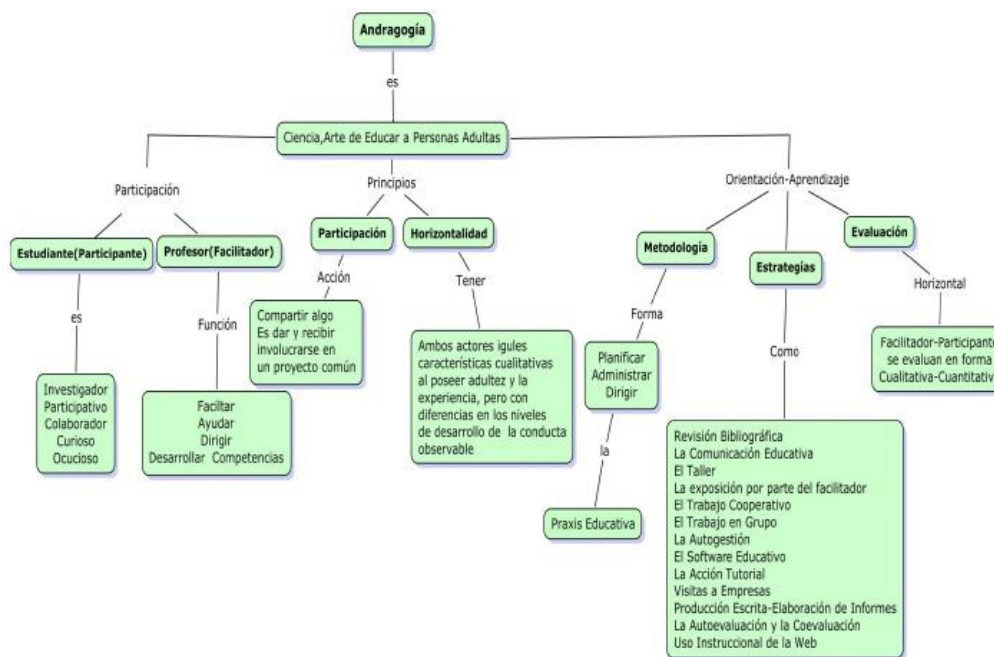 Andragogía
es
Ciencia,Arte de Educar a Personas Adultas
Participación
Estudiante(Participante)
es
Investigador
Participativo
Colaborador
Curioso
Ocucioso
Profesor(Facilitador)
Función
Faciltar
Ayudar
Dirigir
Desarrollar Competencias
Principios
Participación
Acción
Compartir algo
Es dar y recibir
involucrarse en
un proyecto común
Horizontalidad
Tener
Ambos actores igules
características cualitativas
al poseer adultez y la
experiencia, pero con
diferencias en los niveles
de desarrollo de la conducta
observable
Orientación-Aprendizaje
Metodología
Forma
Planificar
Administrar
Dirigir
la
Praxis Educativa
Estrategías
Como
Revisión Bibliográfica
La Comunicación Educativa
El Taller
La exposición por parte del facilitador
El Trabajo Cooperativo
El Trabajo en Grupo
La Autogestión
El Software Educativo
La Acción Tutorial
Visitas a Empresas
Producción Escrita-Elaboración de Informes
La Autoevaluación y la Coevaluación
Uso Instruccional de la Web
Evaluación
Horizontal
Facilitador-Participante
se evaluan en forma
Cualitativa-Cuantitativ